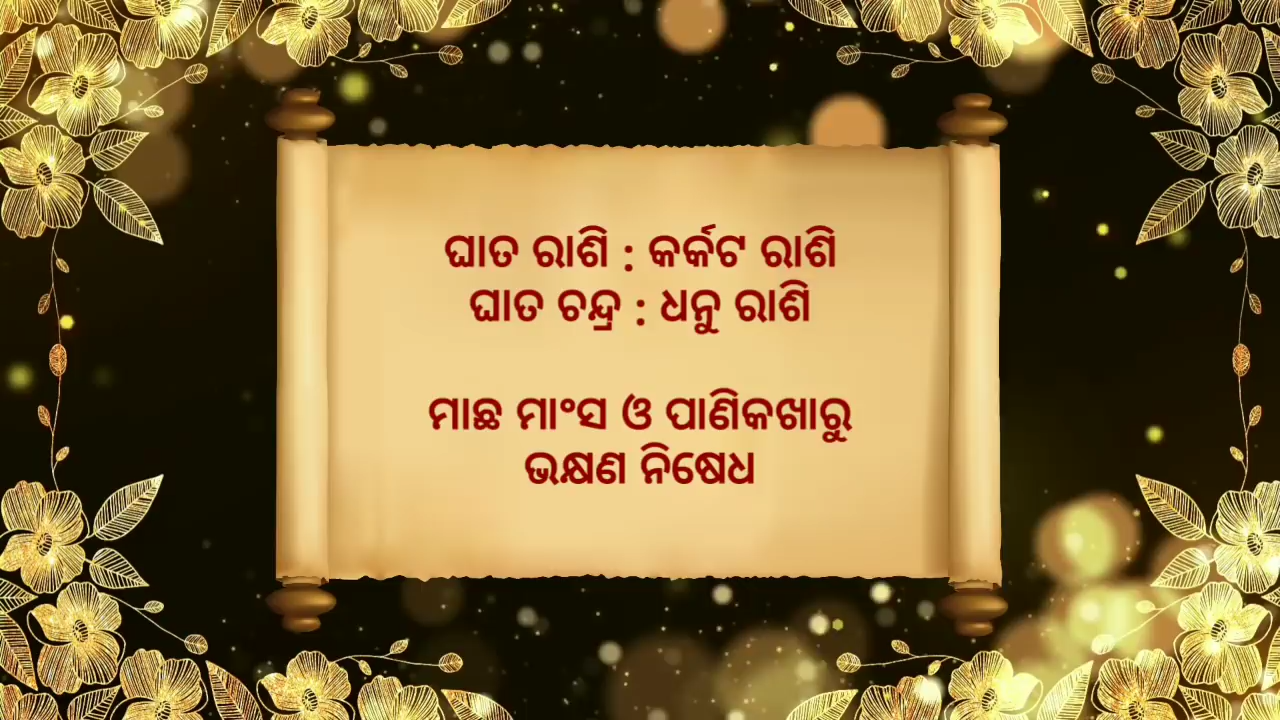 ଘାତ ରାଶି : କର୍କଟ ରାଶି
ଘାତ ଚନ୍ଦ୍ର : ଧନୁ ରାଶି
ମାଛ ମାଂସ ଓ ପାଣିକଖାରୁ
ଭକ୍ଷଣ ନିଷେଧ